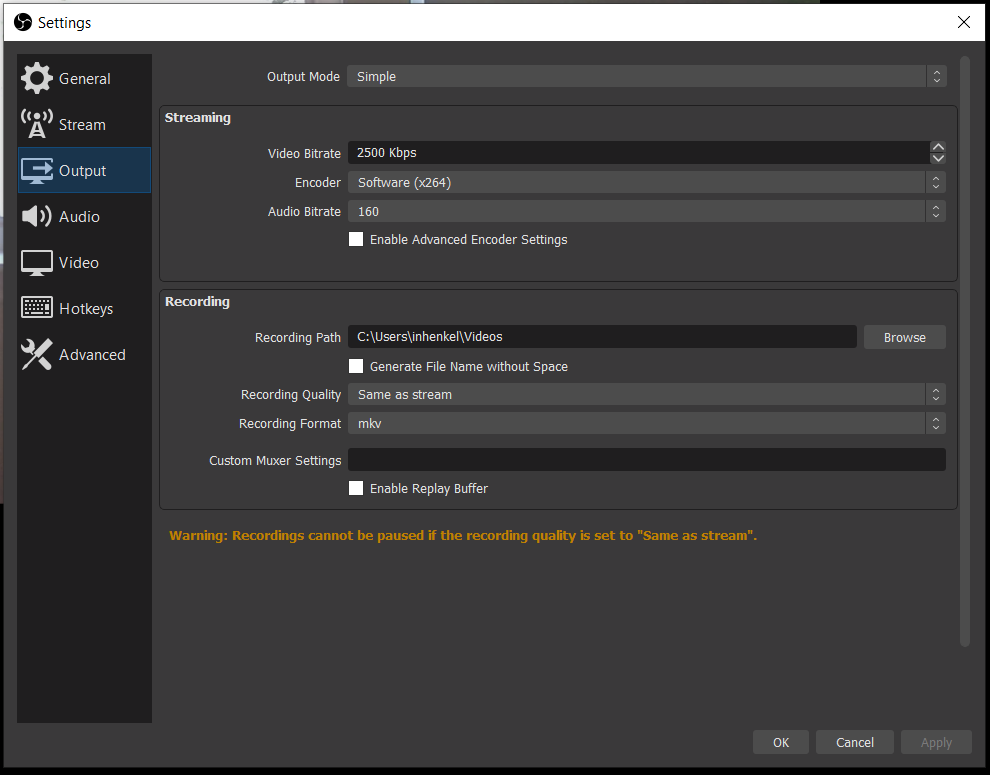 Settings
General
Stream
Output
Audio
Video
Hotkeys
Advanced
Output Mode Simple
Streaming
Video Bitrate 2500 Kbps
Encoder Software (x264)
Audio Bitrate 160
Enable Advanced Encoder Settings
Recording
Recording Path C:\Users\inhenkel\Videos Browse
Generate File Name without Space
Recording Quality Same as stream
Recording Format mkv
Custom Muxer Settings
Enable Replay Buffer
Warning: Recordings cannot be paused if the recording quality is set to "Same as stream".
OK Cancel Apply